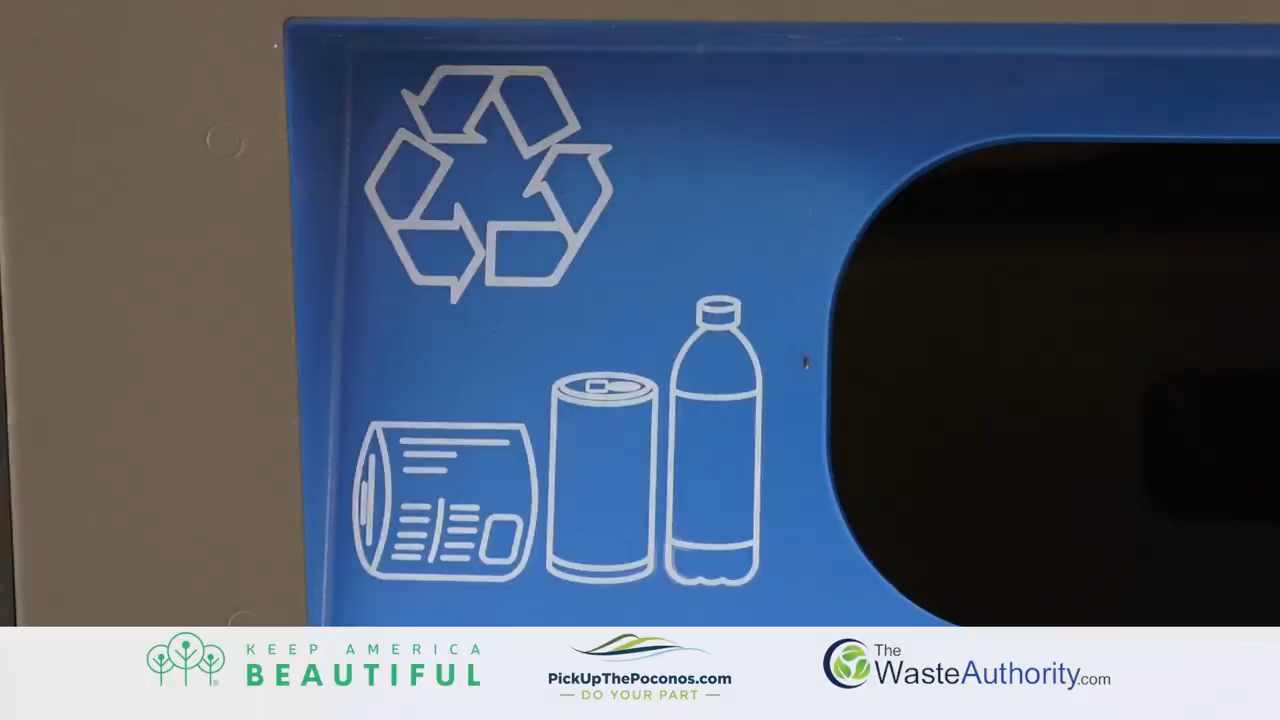 KEEP AMERICA
BEAUTIFUL
PickUpThePoconos.com
DO YOUR PART
The
WasteAuthority.com